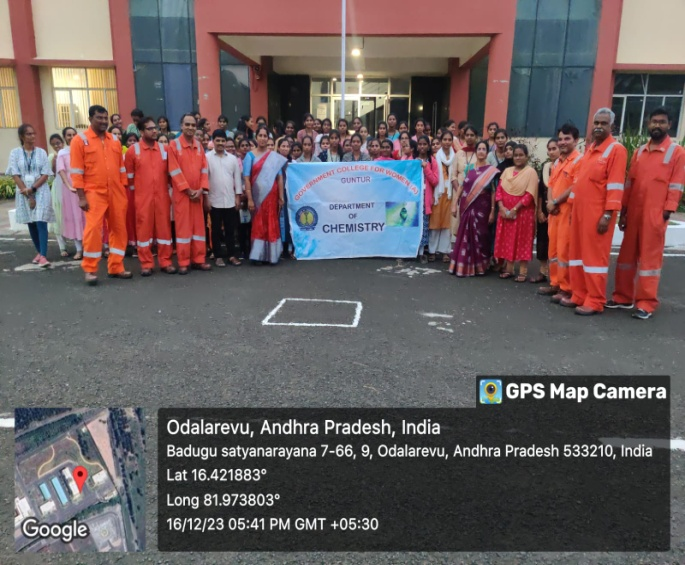 GOVERNMENT COLLEGE FOR WOMEN (A)
GUNTUR
DEPARTMENT
OF
CHEMISTRY
GPS Map Camera
Odalarevu, Andhra Pradesh, India
Badugu satyanarayana 7-66, 9, Odalarevu, Andhra Pradesh 533210, India
Lat 16.421883°
Long 81.973803°
16/12/23 05:41 PM GMT +05:30
Google